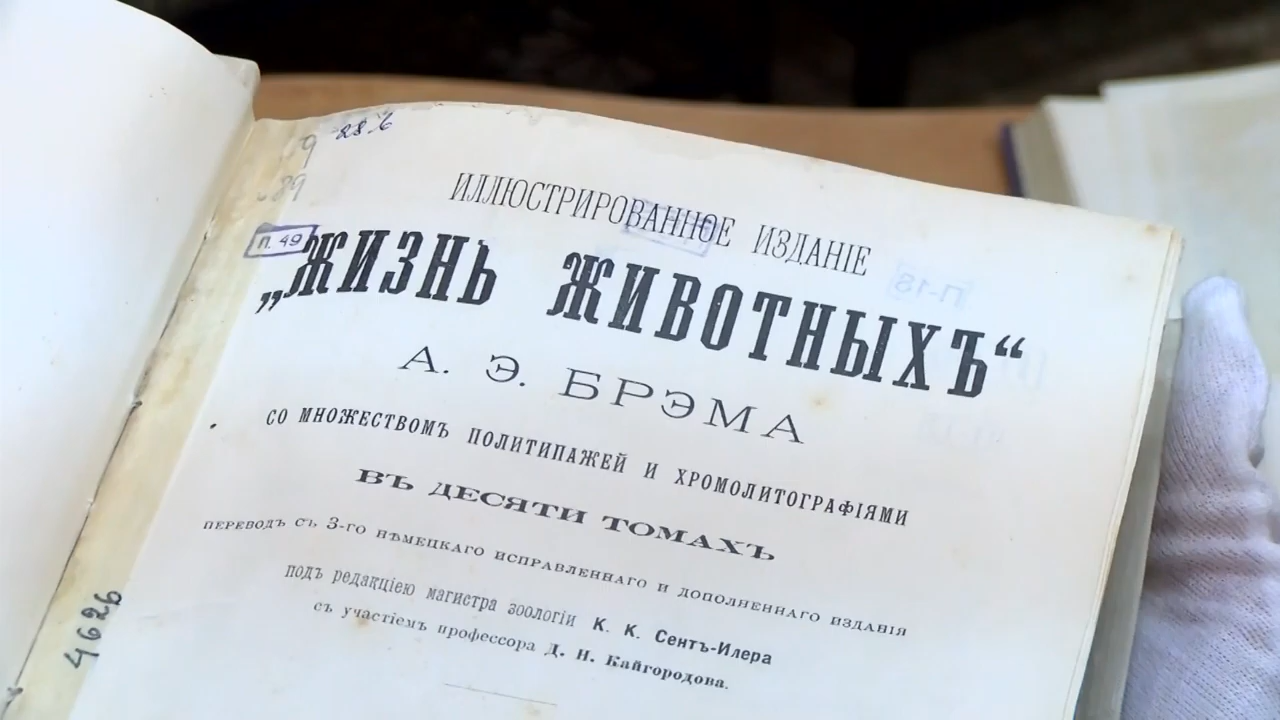 28 6
89
П. 49
ИЛЛЮСТРИРОВАННОЕ ИЗДАНІЕ
„ЖИЗНЬ ЖИВОТНЫХЪ“
А. Э. БРЭМА
СО МНОЖЕСТВОМЪ ПОЛИТИПАЖЕЙ И ХРОМОЛИТОГРАФІЯМИ
ВЪ ДЕСЯТИ ТОМАХЪ
ПЕРЕВОДЪ СЪ 3-ГО НѢМЕЦКАГО ИСПРАВЛЕННАГО И ДОПОЛНЕННАГО ИЗДАНІЯ
подъ редакціею магистра зоологіи К. К. Сентъ-Илера
съ участіемъ профессора Д. Н. Кайгородова.
4626